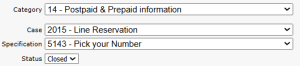 Category 14 - Postpaid & Prepaid information
Case 2015 - Line Reservation
Specification 5143 - Pick your Number
Status Closed